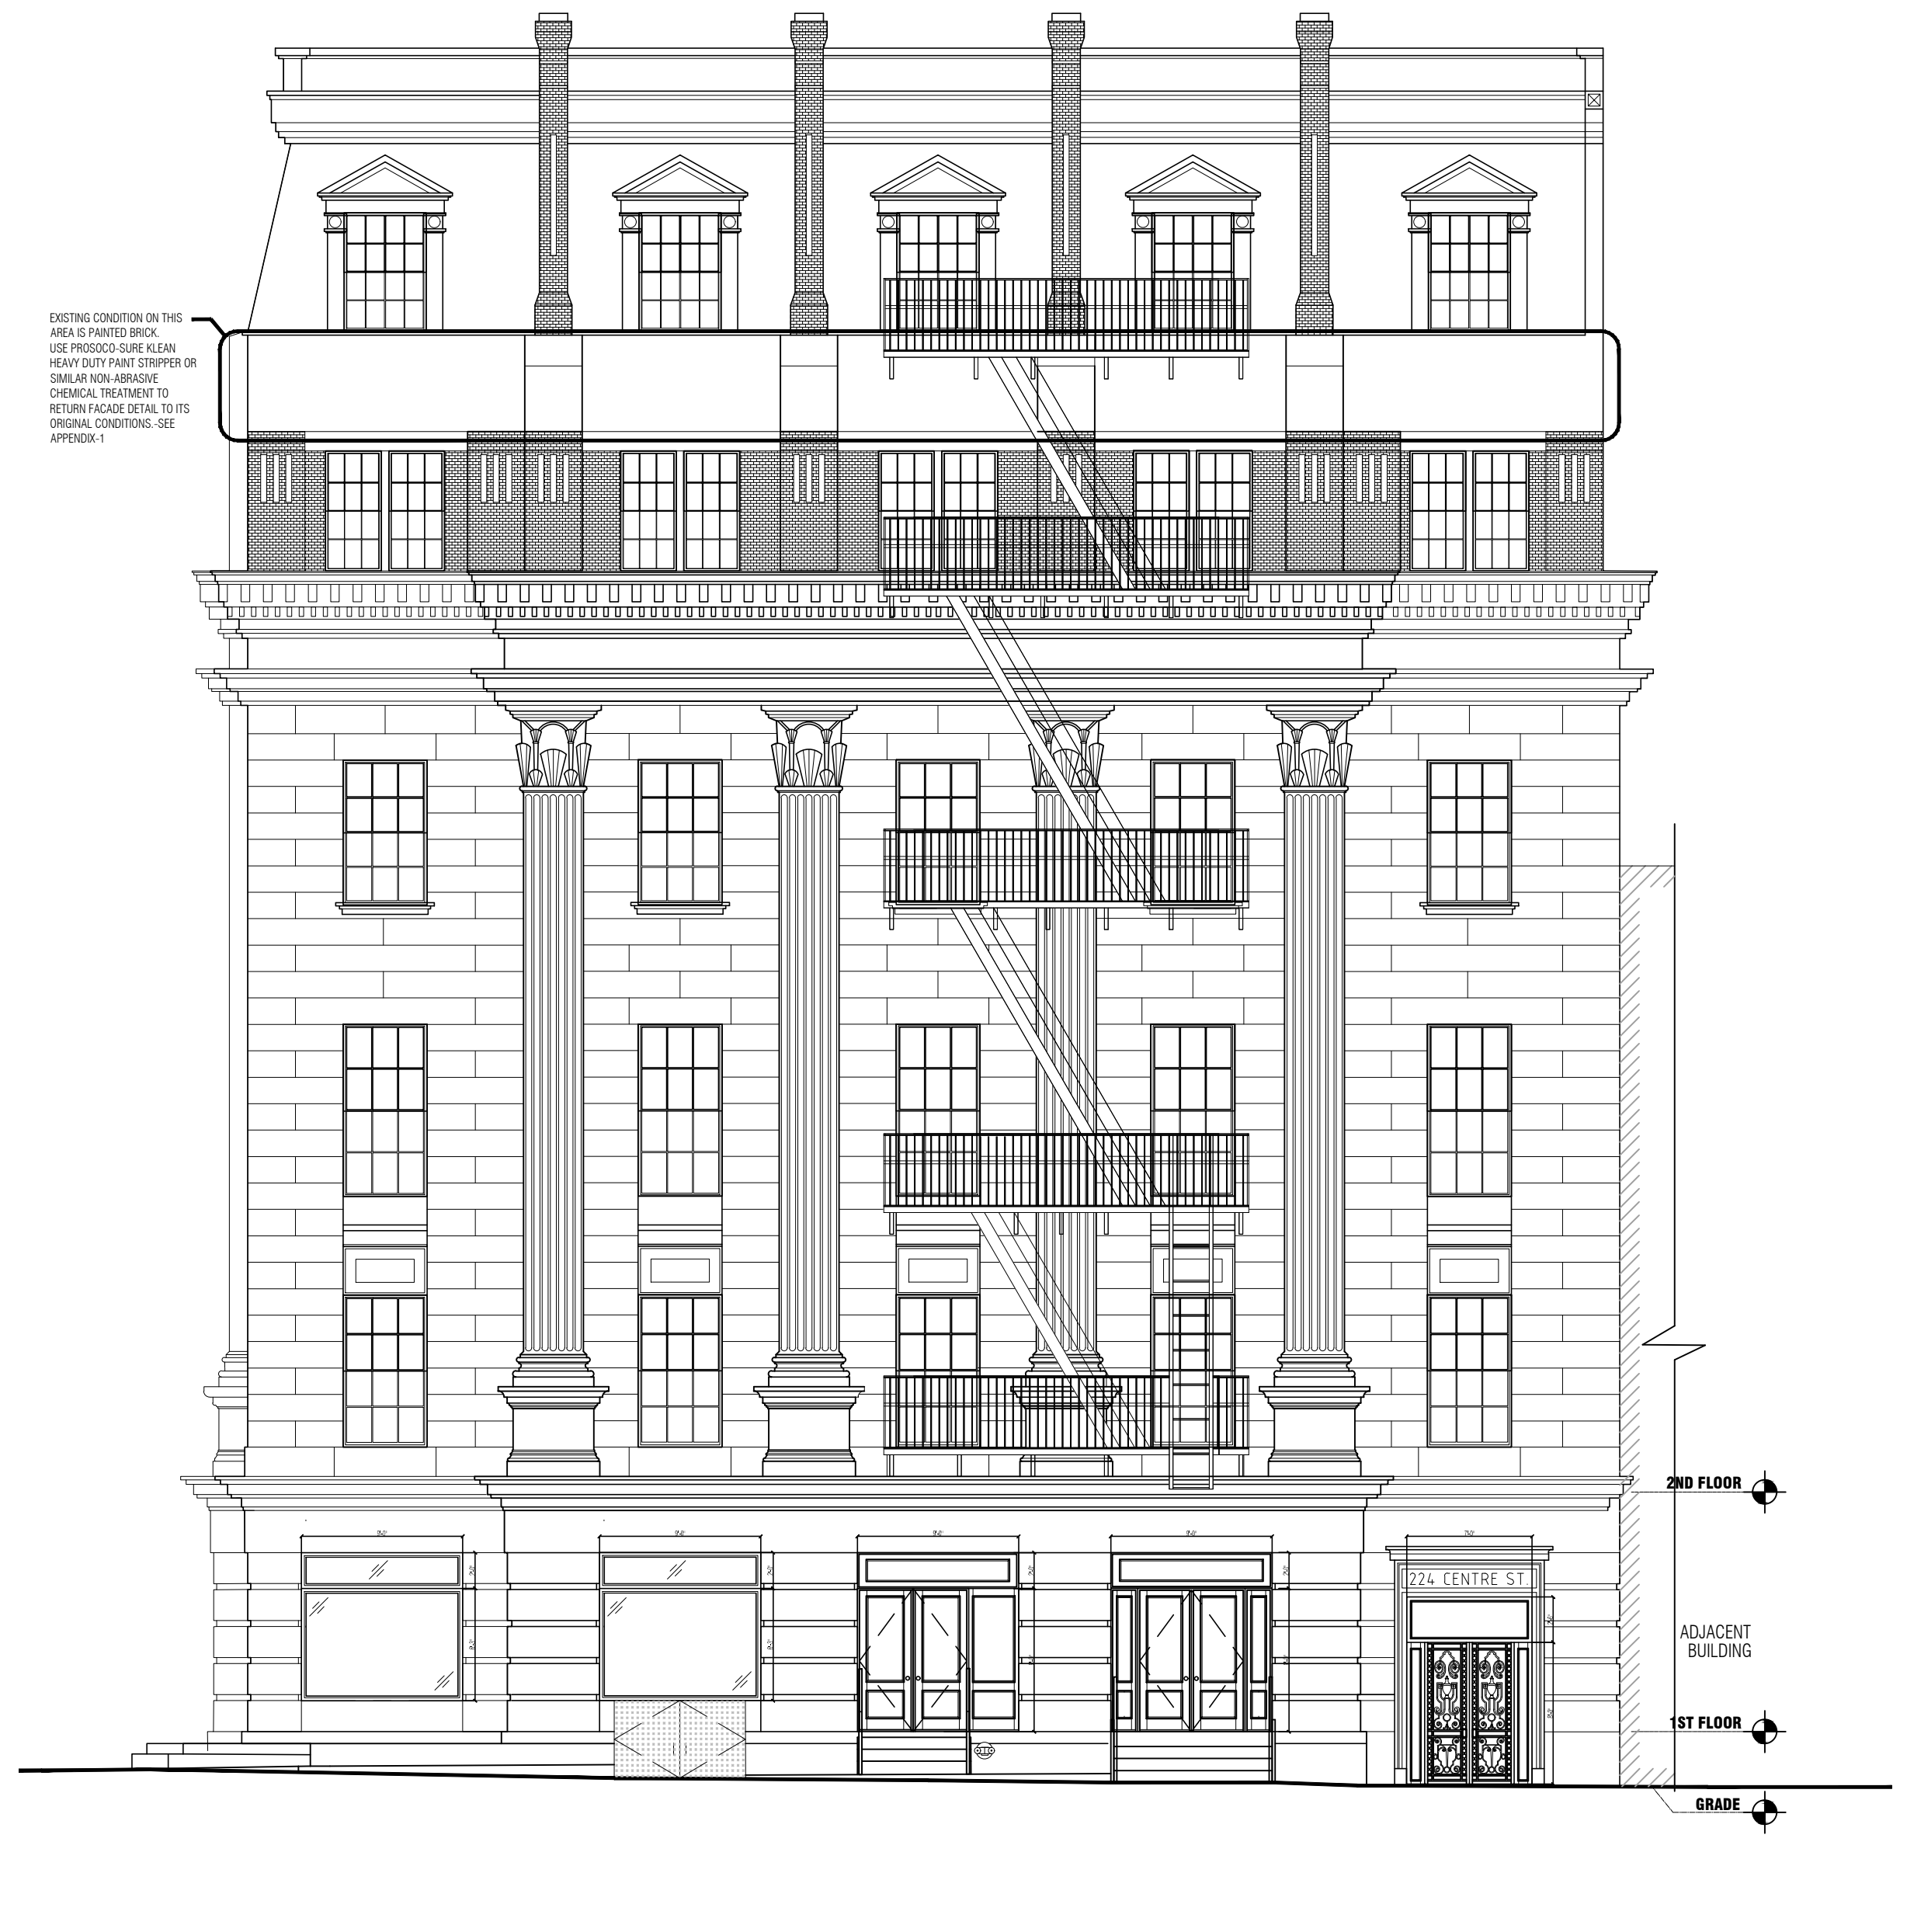 EXISTING CONDITION ON THIS
AREA IS PAINTED BRICK.
USE PROSOCO-SURE KLEAN
HEAVY DUTY PAINT STRIPPER OR
SIMILAR NON-ABRASIVE
CHEMICAL TREATMENT TO
RETURN FACADE DETAIL TO ITS
ORIGINAL CONDITIONS.-SEE
APPENDIX-1
2ND FLOOR
224 CENTRE ST.
ADJACENT
BUILDING
1ST FLOOR
GRADE